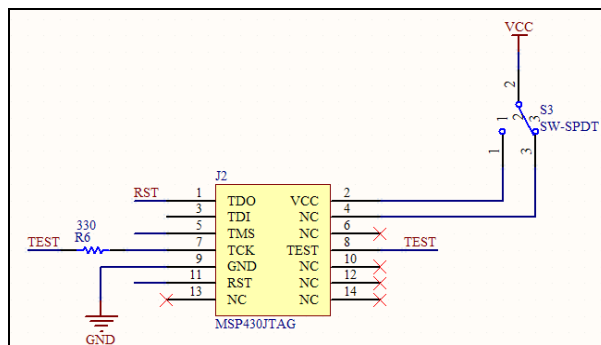 VCC
2
S3
1 2 3
SW-SPDT
1 3
J2
RST 1 TDO VCC 2
3 TDI NC 4
330
5 TMS NC 6
TEST R6 7 TCK TEST 8 TEST
9 GND NC 10
11 RST NC 12
13 NC NC 14
MSP430JTAG
GND